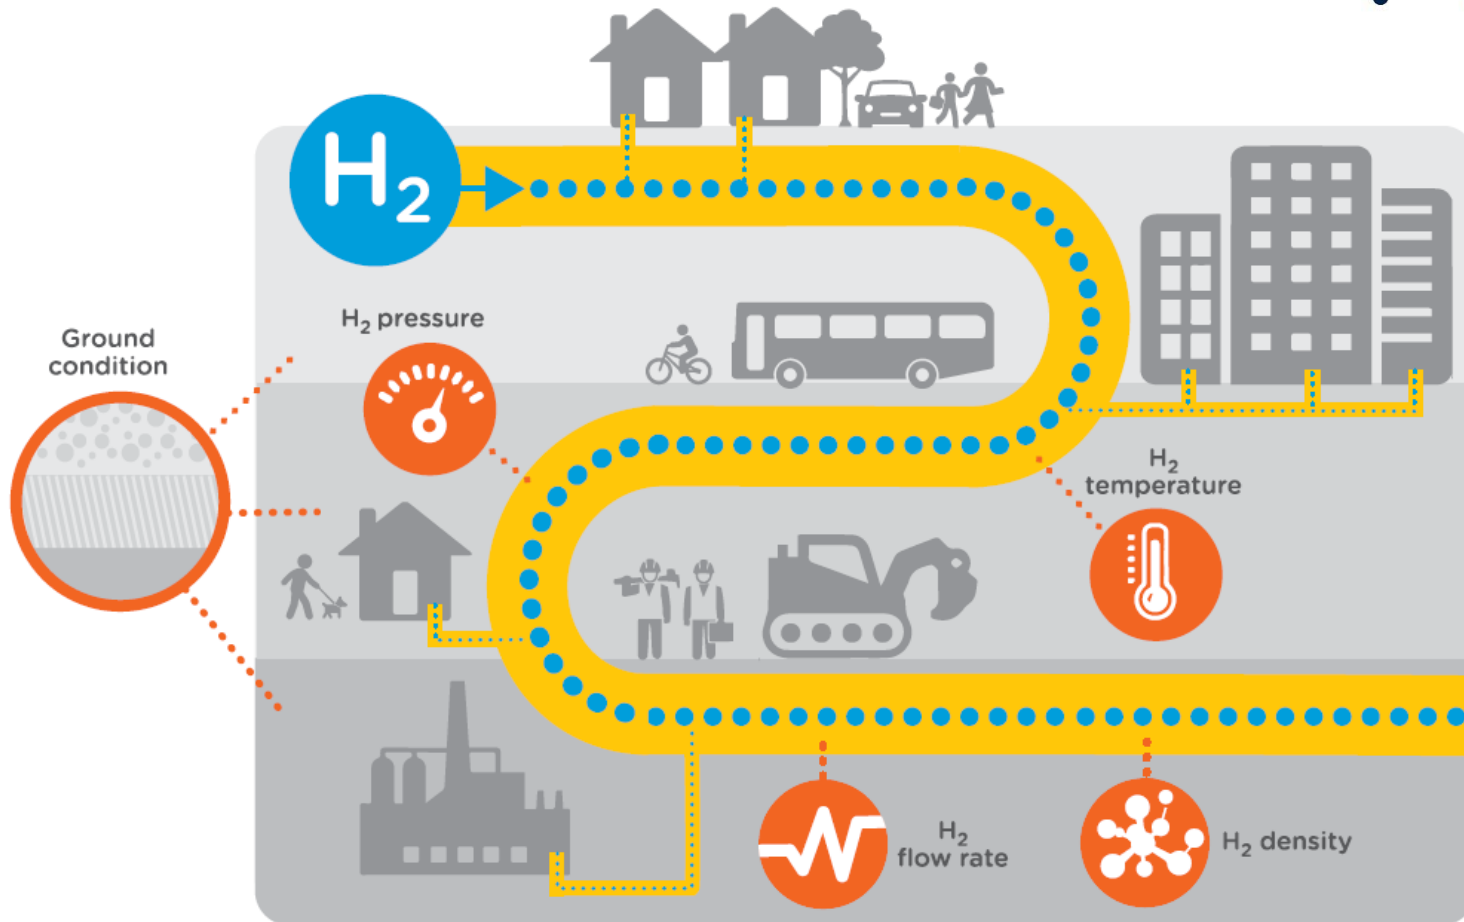 H₂
H₂ pressure
Ground
condition
H₂
temperature
H₂
flow rate
H₂ density